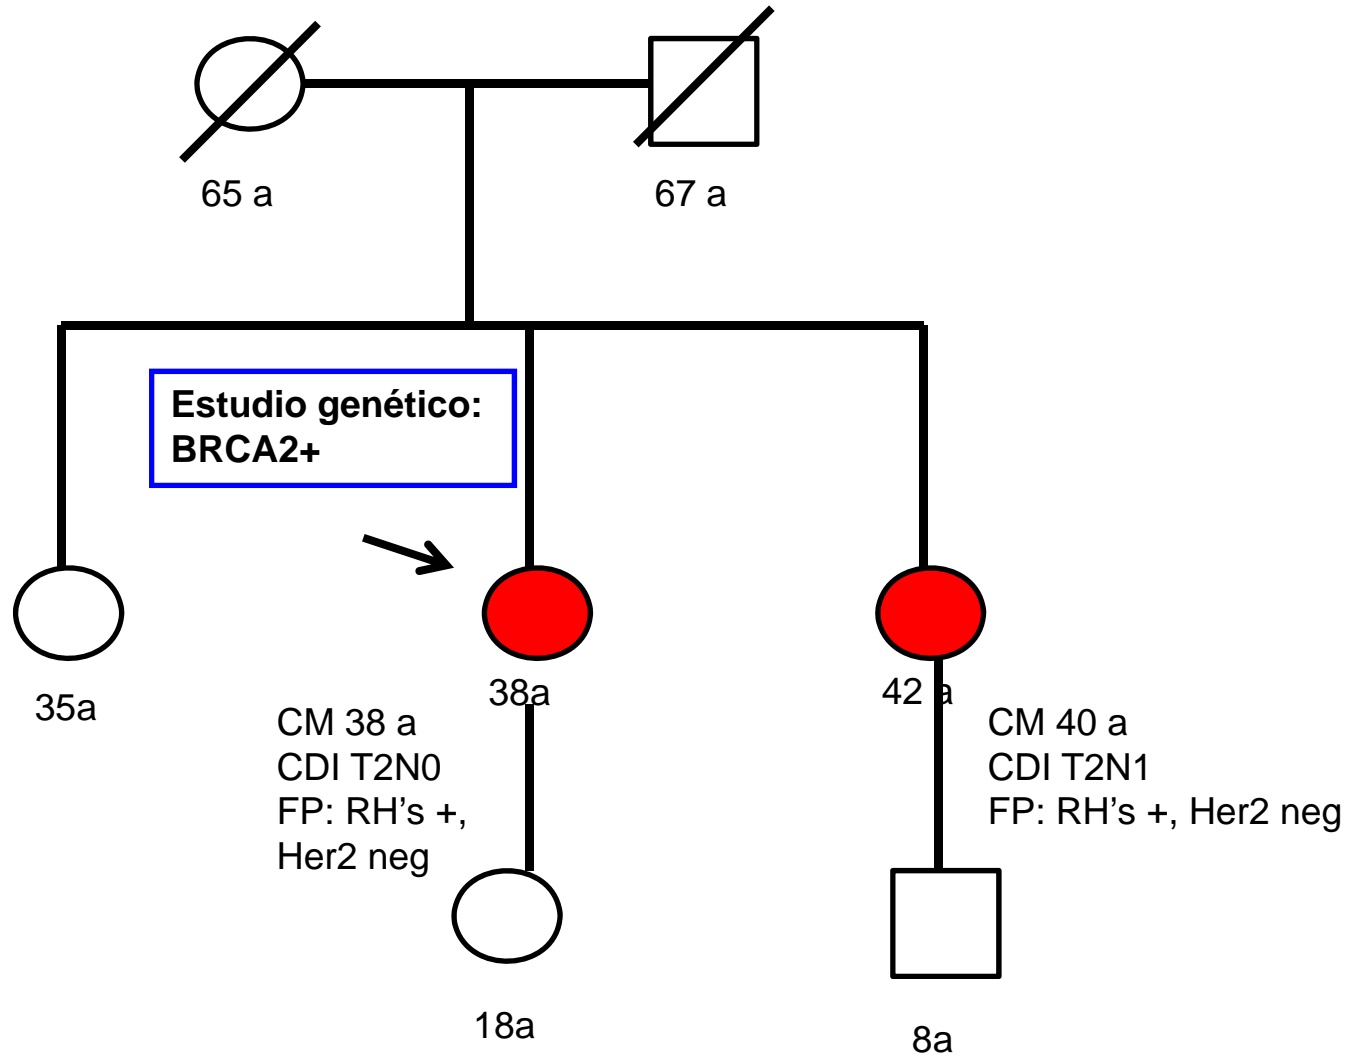 65 a
67 a
Estudio genético:
BRCA2+
35a
38a
42 a
CM 38 a
CDI T2N0
FP: RH’s +,
Her2 neg
CM 40 a
CDI T2N1
FP: RH’s +, Her2 neg
18a
8a